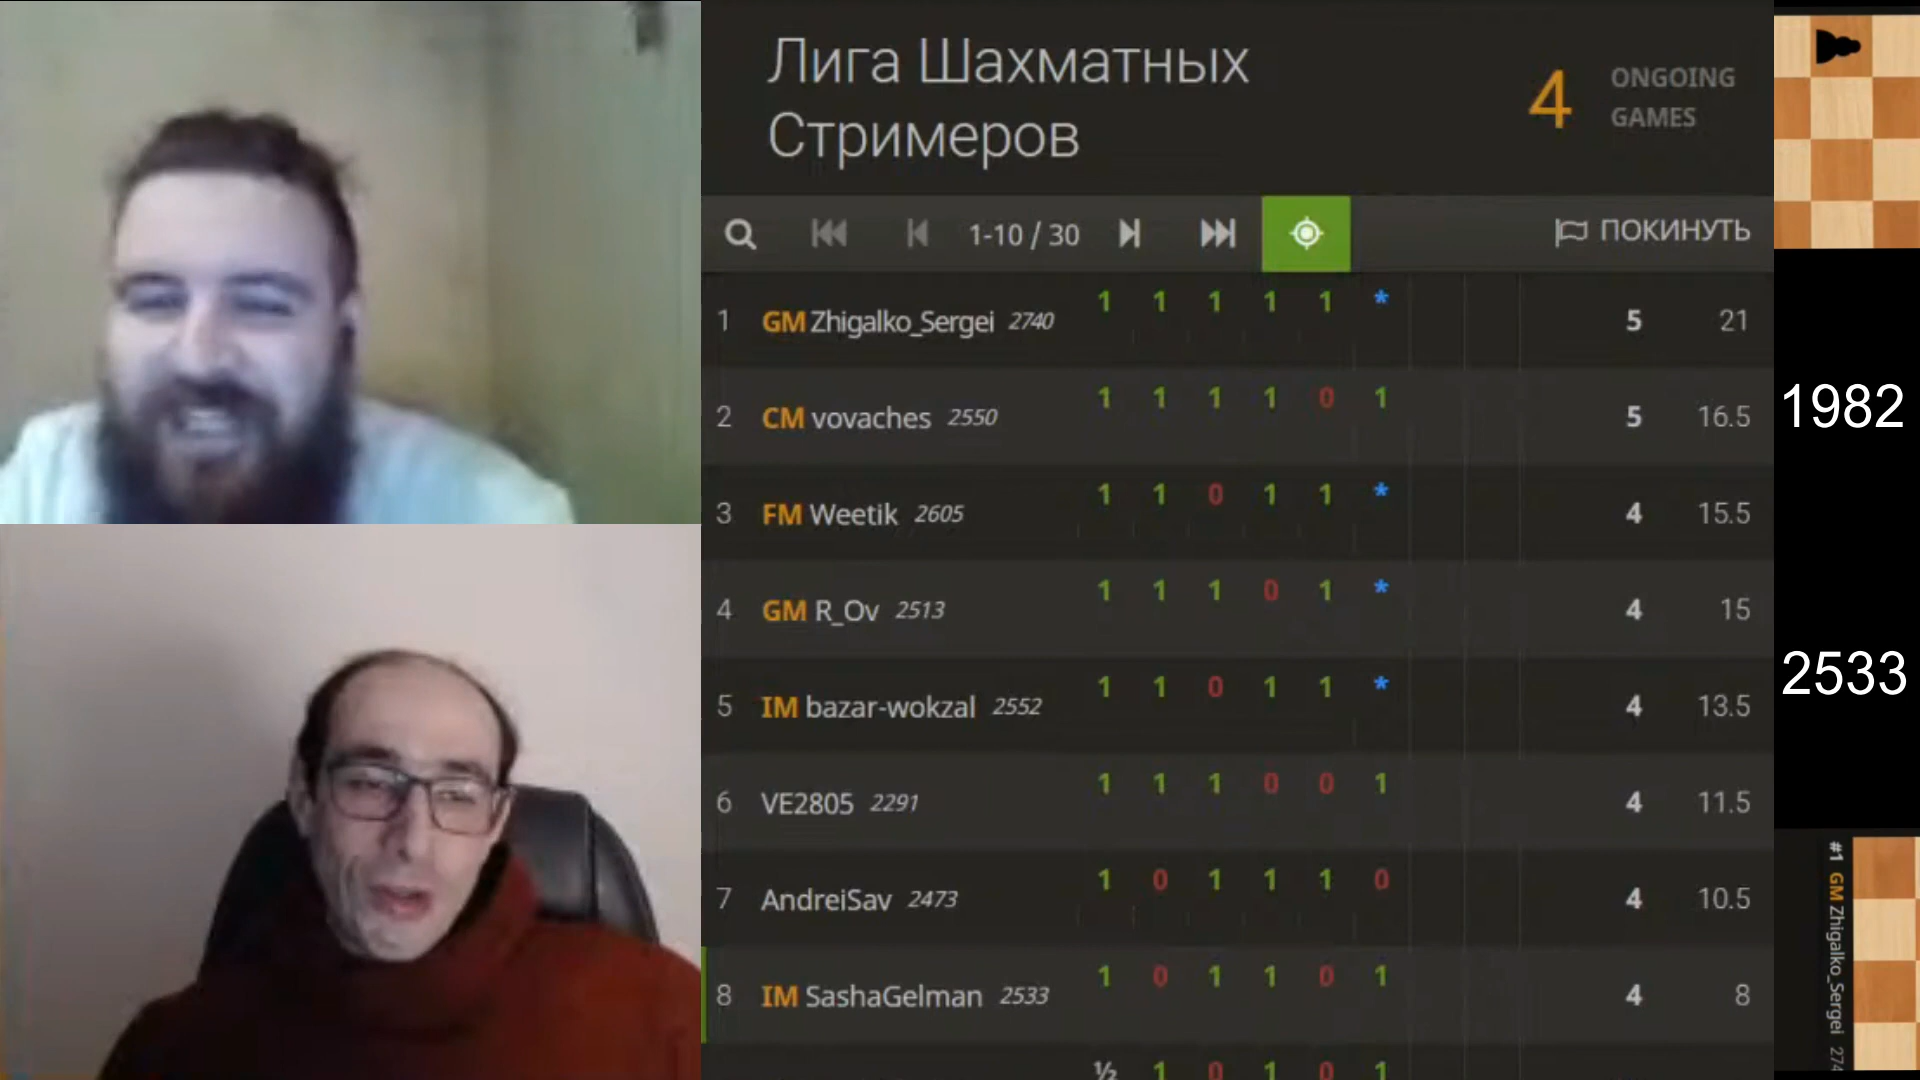 Лига Шахматных
Стримеров
4 ONGOING
GAMES
1-10 / 30 ПОКИНУТЬ
1 GM Zhigalko_Sergei 2740 1 1 1 1 1 * 5 21
2 CM vovaches 2550 1 1 1 1 0 1 5 16.5
3 FM Weetik 2605 1 1 0 1 1 * 4 15.5
4 GM R_Ov 2513 1 1 1 0 1 * 4 15
5 IM bazar-wokzal 2552 1 1 0 1 1 * 4 13.5
6 VE2805 2291 1 1 1 0 0 1 4 11.5
7 AndreiSav 2473 1 0 1 1 1 0 4 10.5
8 IM SashaGelman 2533 1 0 1 1 0 1 4 8
½ 1 0 1 0 1
1982
2533
#1 GM Zhigalko_Sergei